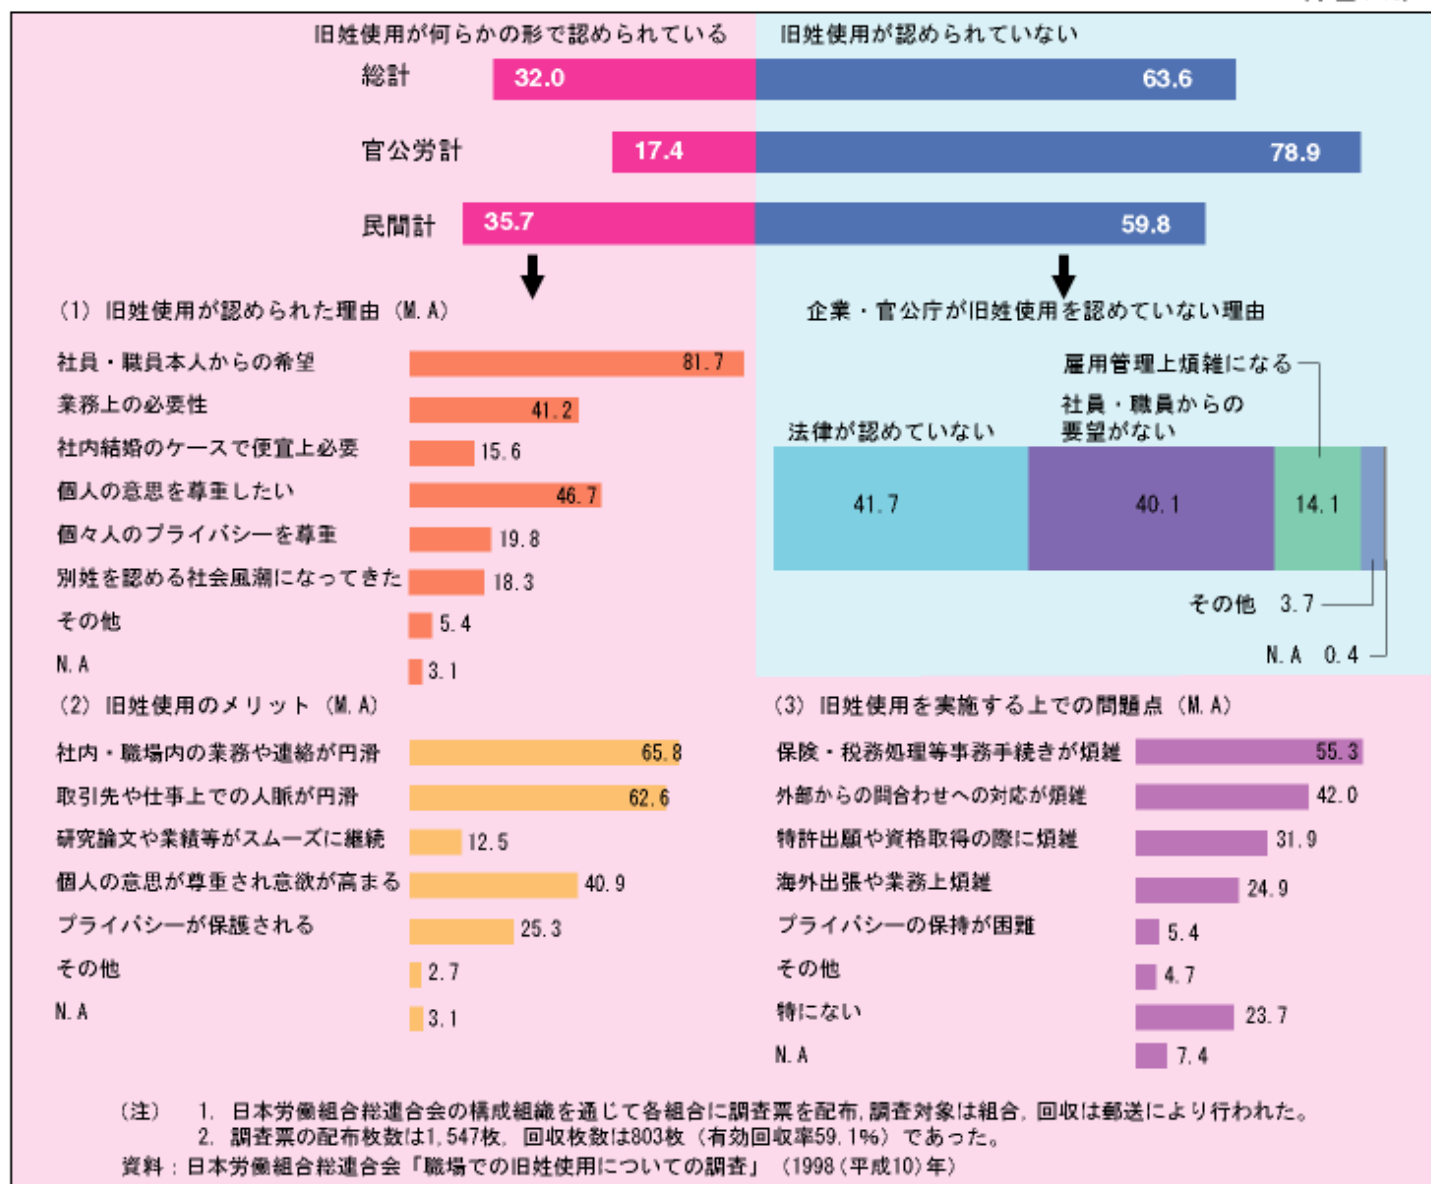 旧姓使用が何らかの形で認められている
旧姓使用が認められていない
総計 32.0 63.6
官公労計 17.4 78.9
民間計 35.7 59.8
(1) 旧姓使用が認められた理由 (M.A)
社員・職員本人からの希望 81.7
業務上の必要性 41.2
社内結婚のケースで便宜上必要 15.6
個人の意思を尊重したい 46.7
個々人のプライバシーを尊重 19.8
別姓を認める社会風潮になってきた 18.3
その他 5.4
N.A 3.1
企業・官公庁が旧姓使用を認めていない理由
雇用管理上煩雑になる
社員・職員からの
要望がない
法律が認めていない
41.7 40.1 14.1
その他 3.7
N.A 0.4
(2) 旧姓使用のメリット (M.A)
社内・職場内の業務や連絡が円滑 65.8
取引先や仕事上での人脈が円滑 62.6
研究論文や業績等がスムーズに継続 12.5
個人の意思が尊重され意欲が高まる 40.9
プライバシーが保護される 25.3
その他 2.7
N.A 3.1
(3) 旧姓使用を実施する上での問題点 (M.A)
保険・税務処理等事務手続きが煩雑 55.3
外部からの問合わせへの対応が煩雑 42.0
特許出願や資格取得の際に煩雑 31.9
海外出張や業務上煩雑 24.9
プライバシーの保持が困難 5.4
その他 4.7
特にない 23.7
N.A 7.4
(注) 1. 日本労働組合総連合会の構成組織を通じて各組合に調査票を配布,調査対象は組合,回収は郵送により行われた。
2. 調査票の配布枚数は1,547枚,回収枚数は803枚（有効回収率59.1%）であった。
資料：日本労働組合総連合会「職場での旧姓使用についての調査」（1998(平成10)年）